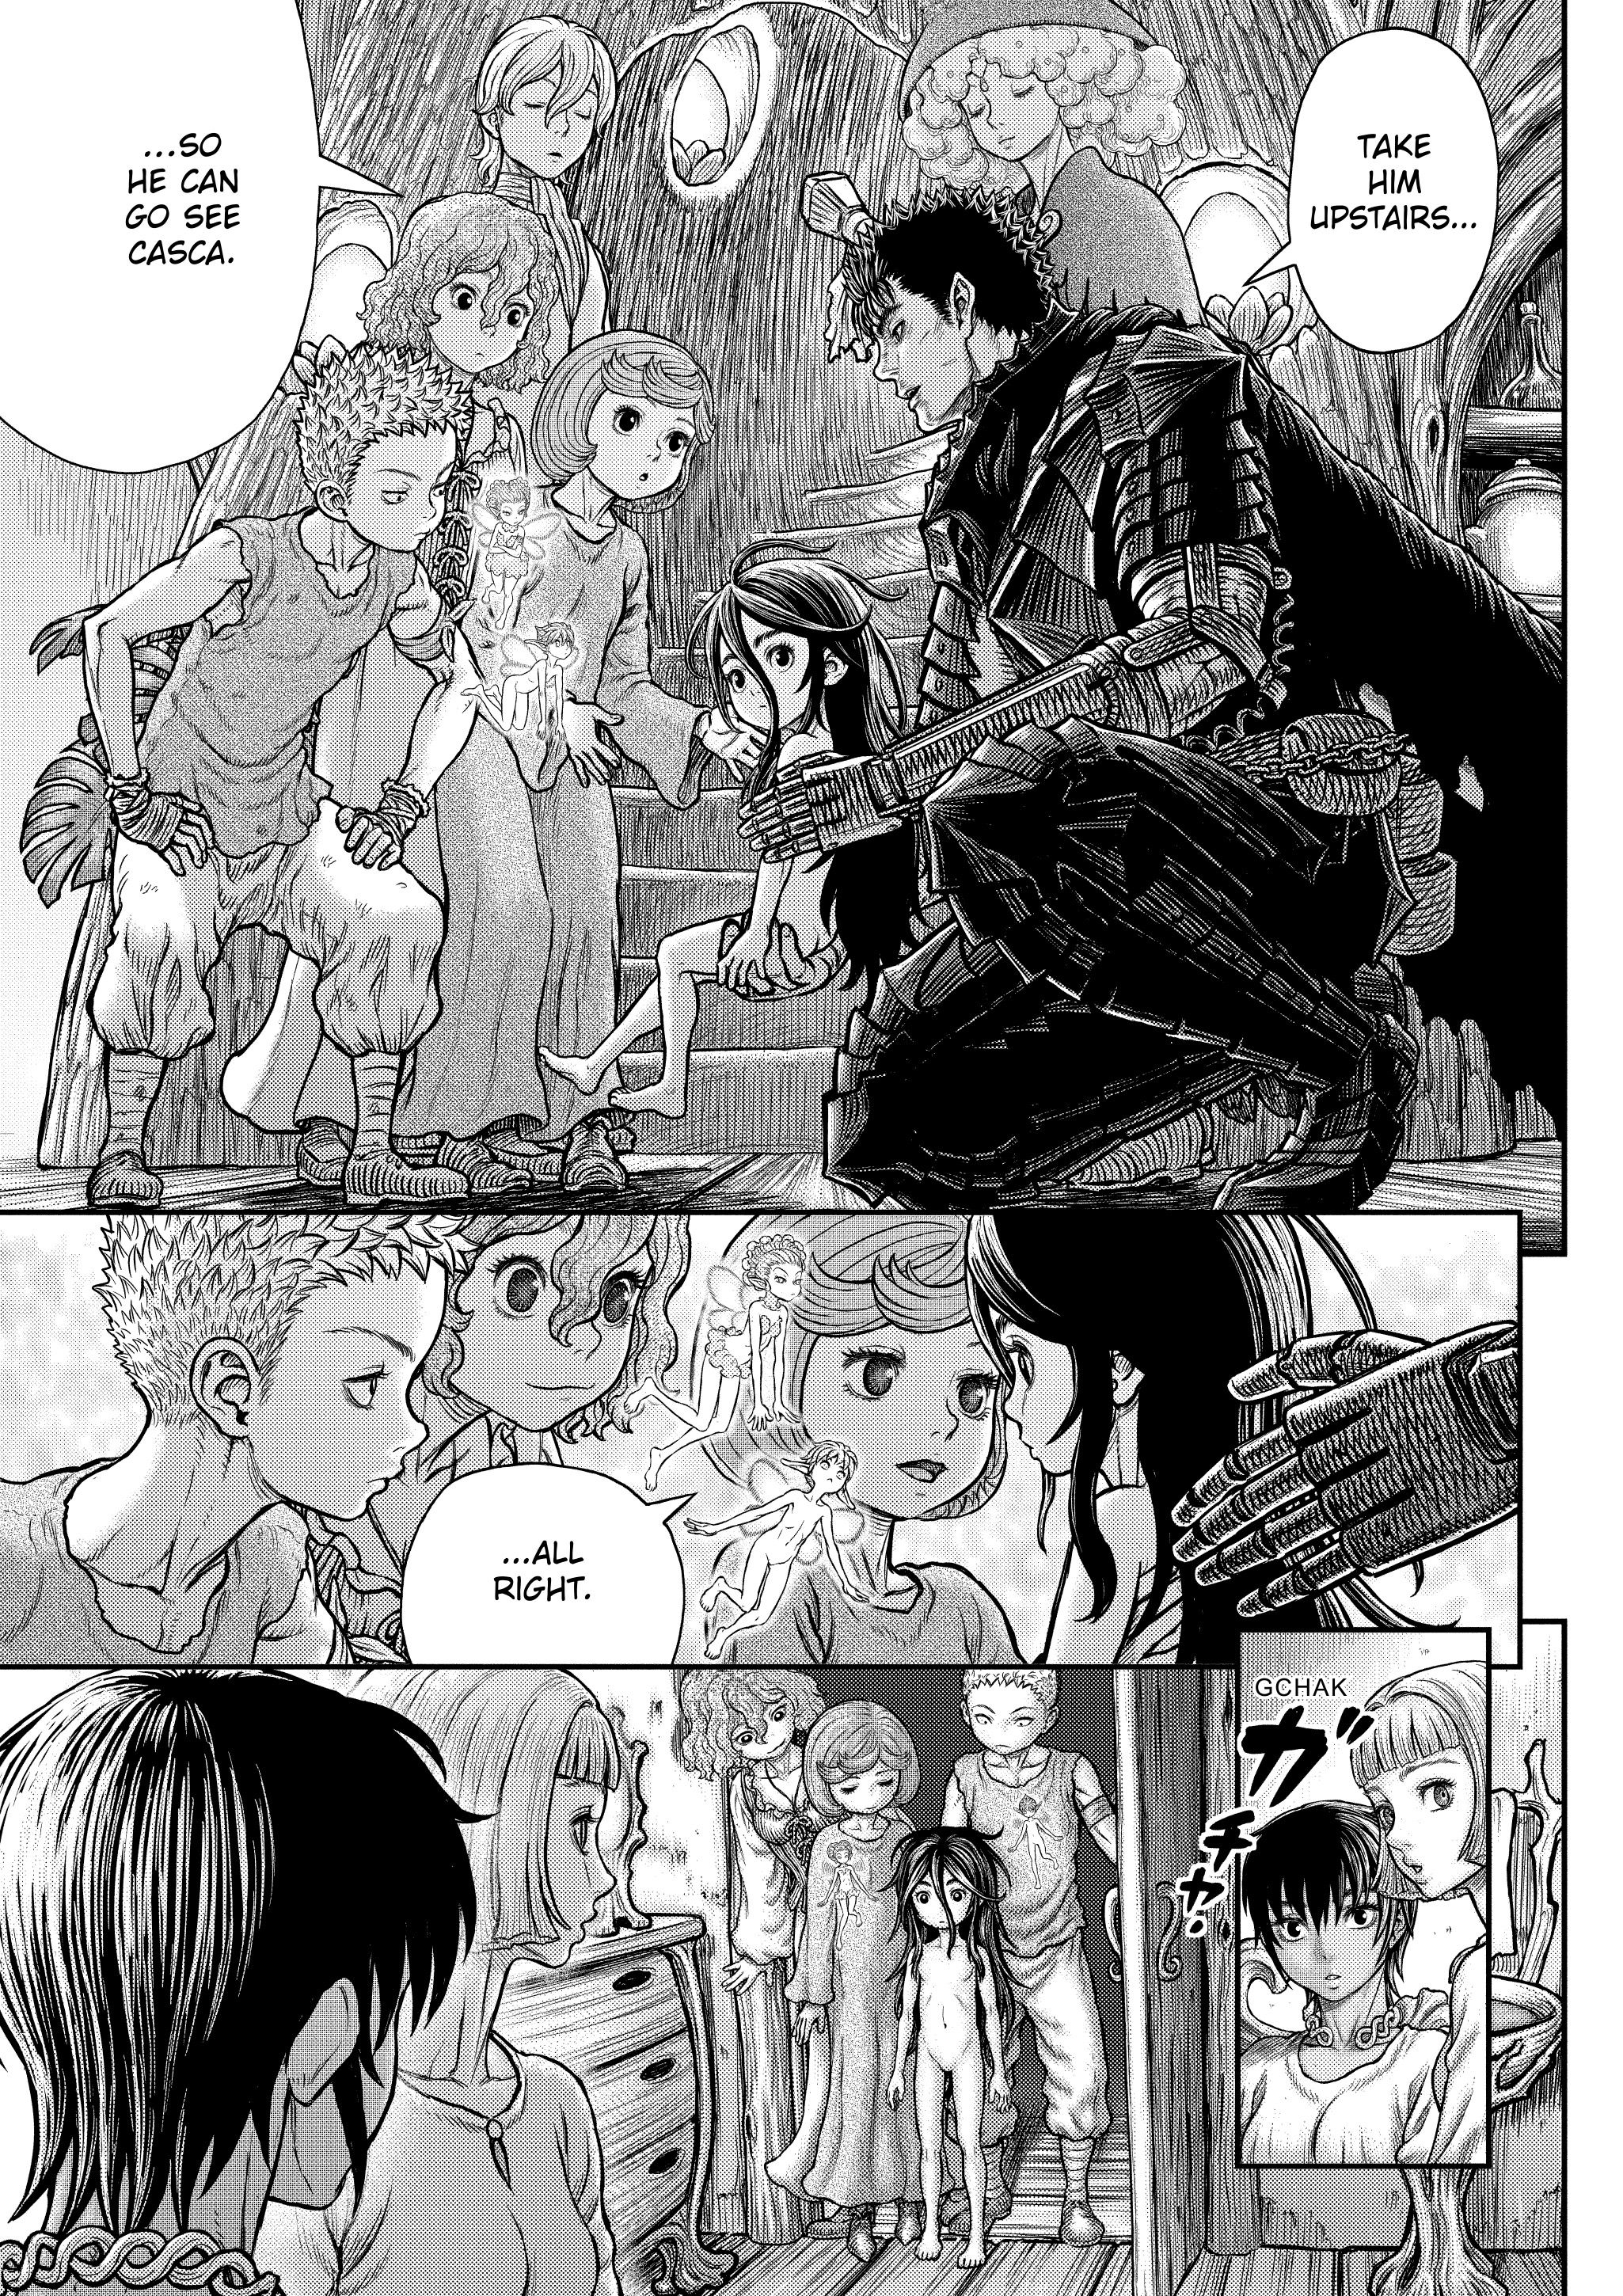 TAKE
HIM
UPSTAIRS...
...SO
HE CAN
GO SEE
CASCA.
...ALL
RIGHT.
GCHAK
ガチャ